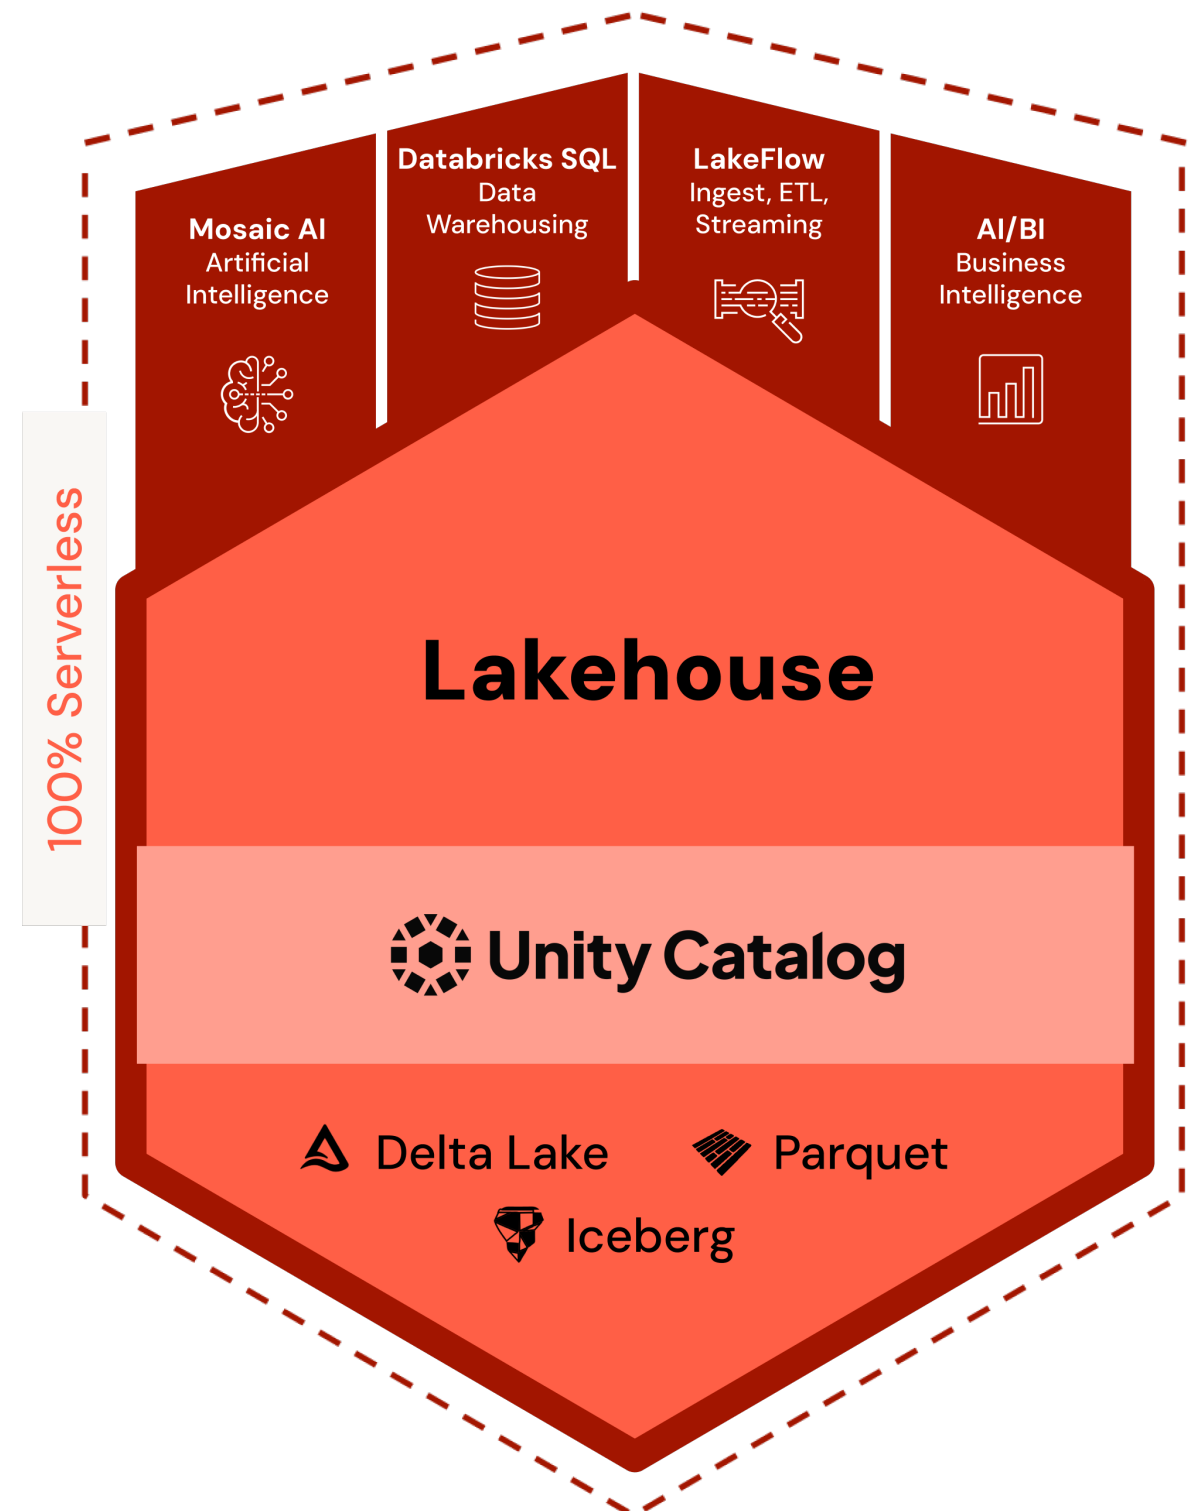 Mosaic AI
Artificial
Intelligence
Databricks SQL
Data
Warehousing
LakeFlow
Ingest, ETL,
Streaming
AI/BI
Business
Intelligence
100% Serverless
Lakehouse
Unity Catalog
Delta Lake
Parquet
Iceberg